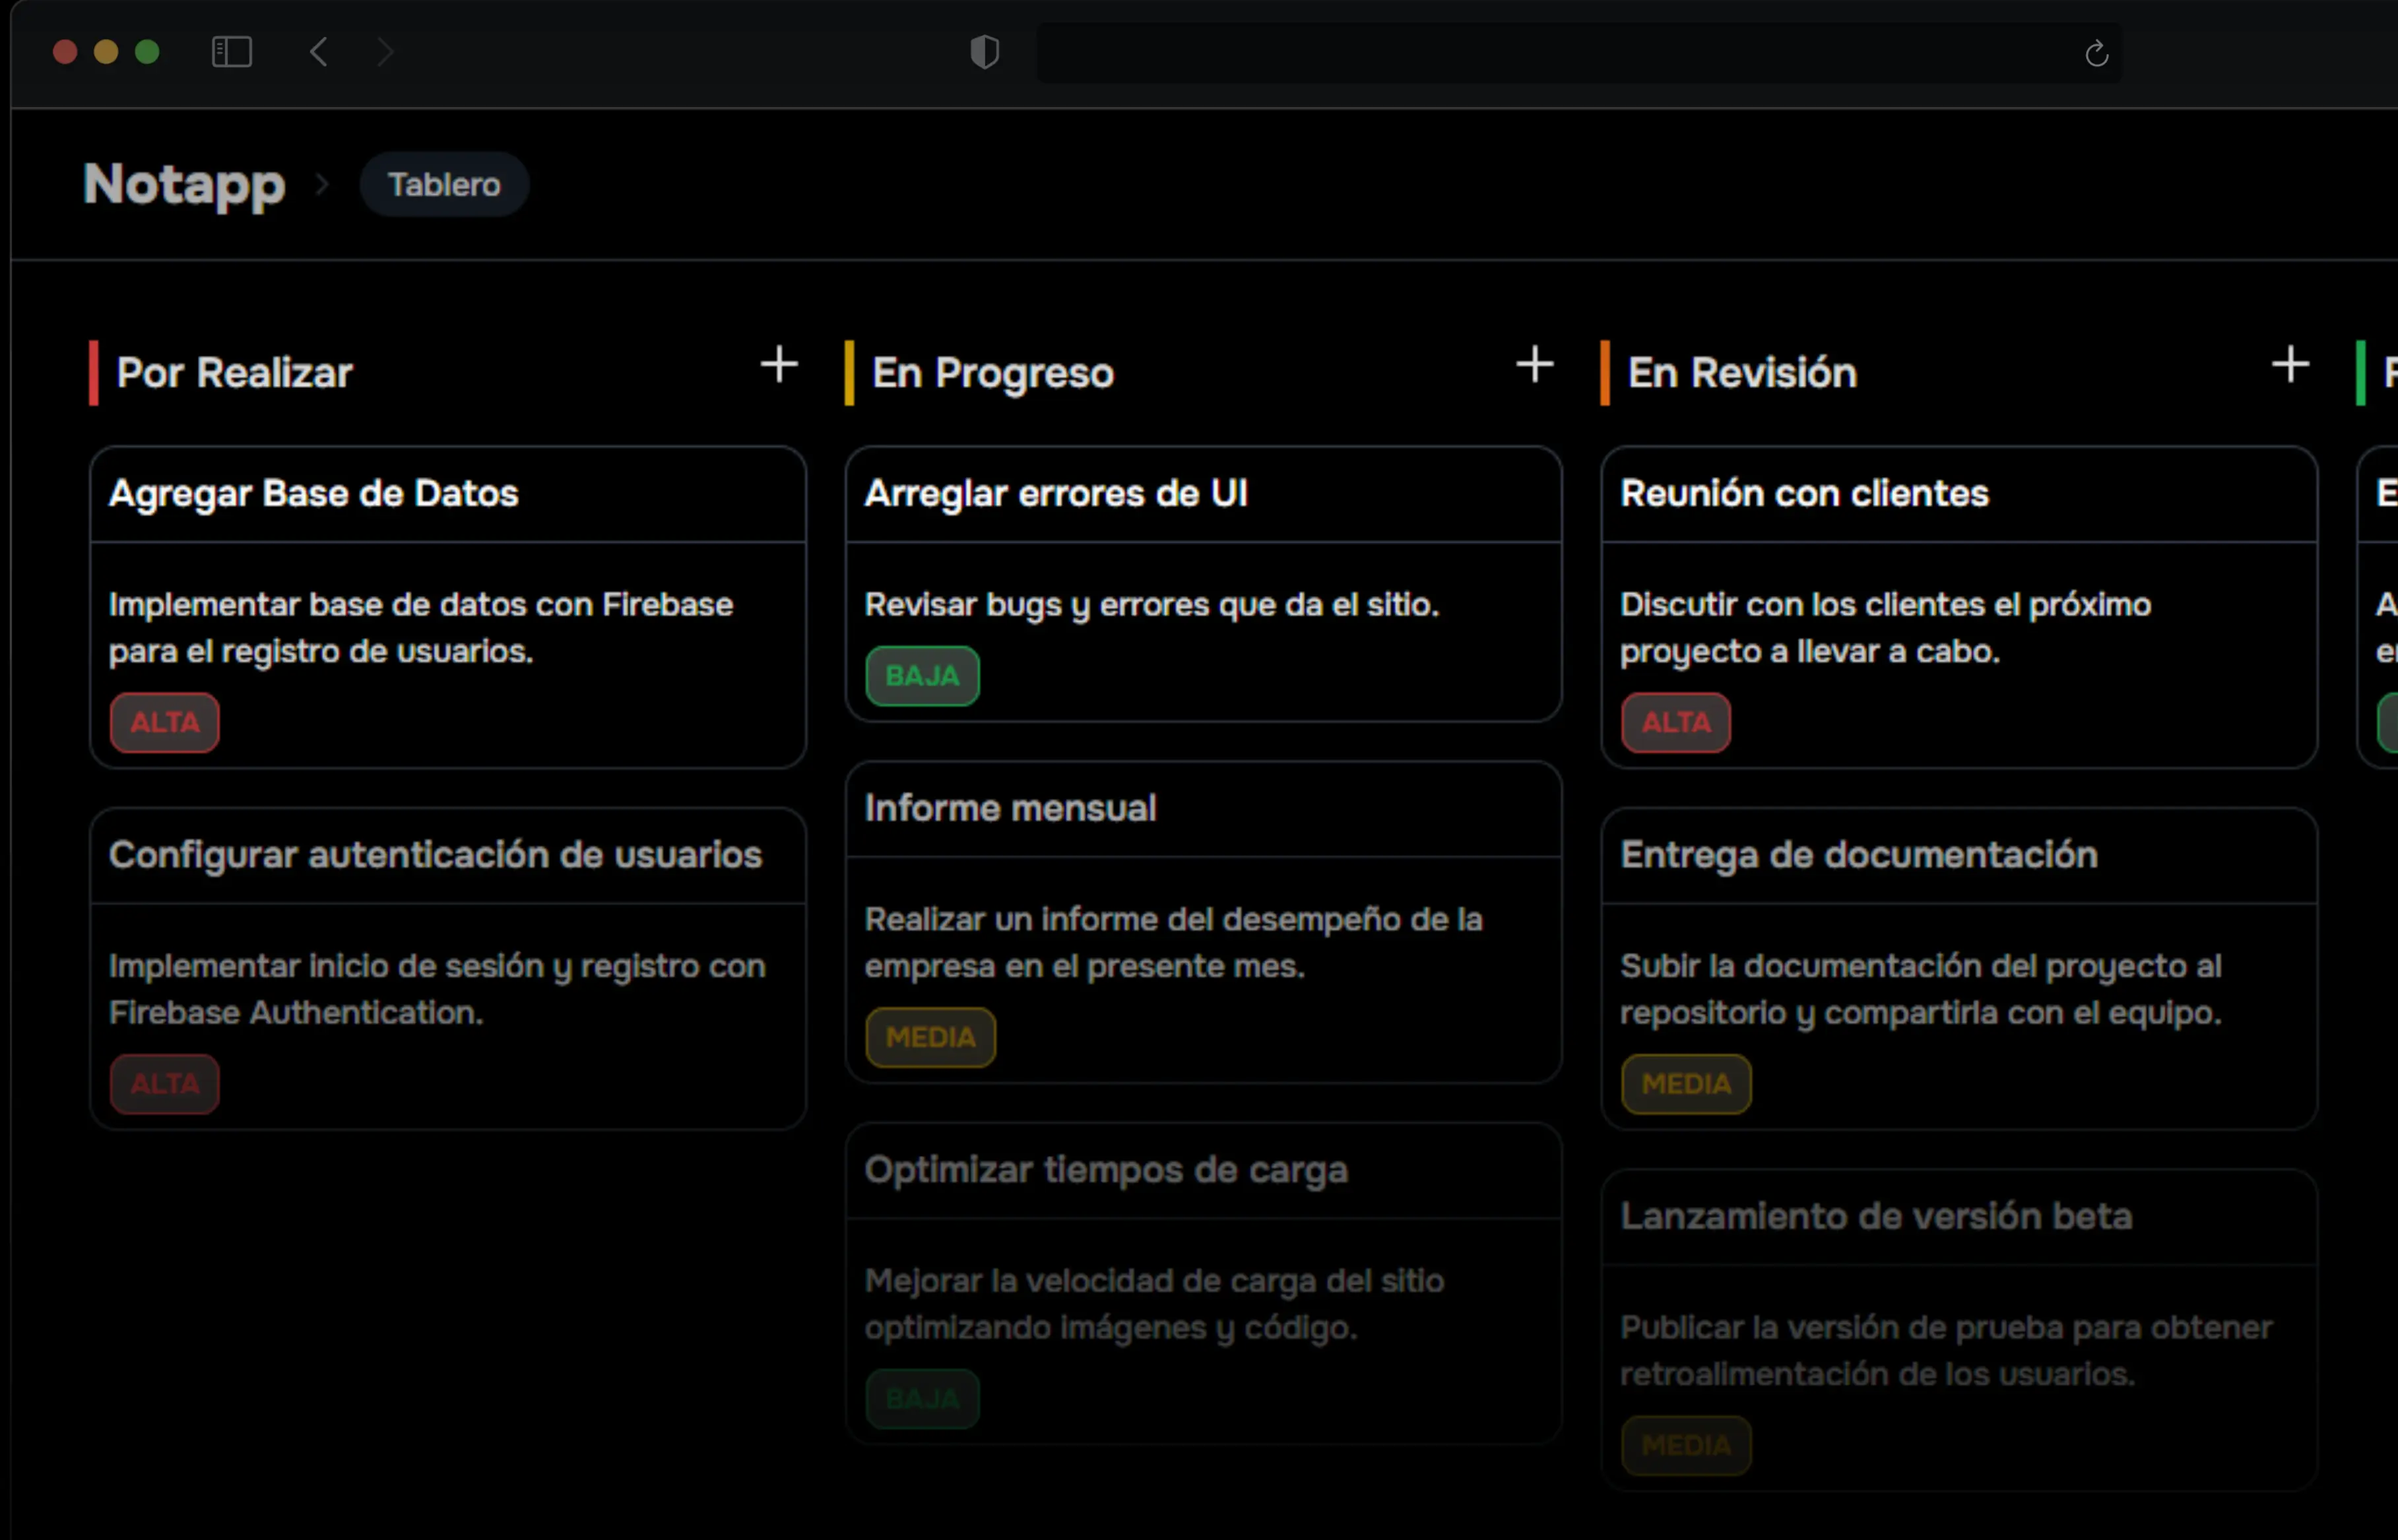 Notapp
Tablero
Por Realizar
Agregar Base de Datos
Implementar base de datos con Firebase
para el registro de usuarios.
ALTA
Configurar autenticación de usuarios
Implementar inicio de sesión y registro con
Firebase Authentication.
ALTA
En Progreso
Arreglar errores de UI
Revisar bugs y errores que da el sitio.
BAJA
Informe mensual
Realizar un informe del desempeño de la
empresa en el presente mes.
MEDIA
Optimizar tiempos de carga
Mejorar la velocidad de carga del sitio
optimizando imágenes y código.
BAJA
En Revisión
Reunión con clientes
Discutir con los clientes el próximo
proyecto a llevar a cabo.
ALTA
Entrega de documentación
Subir la documentación del proyecto al
repositorio y compartirla con el equipo.
MEDIA
Lanzamiento de versión beta
Publicar la versión de prueba para obtener
retroalimentación de los usuarios.
MEDIA